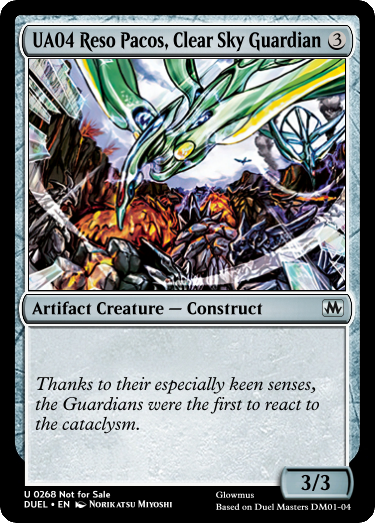 UA04 Reso Pacos, Clear Sky Guardian 3
Artifact Creature — Construct
Thanks to their especially keen senses,
the Guardians were the first to react to
the cataclysm.
3/3
U 0268 Not for Sale
DUEL • EN Norikatsu Miyoshi
Glowmus
Based on Duel Masters DM01-04